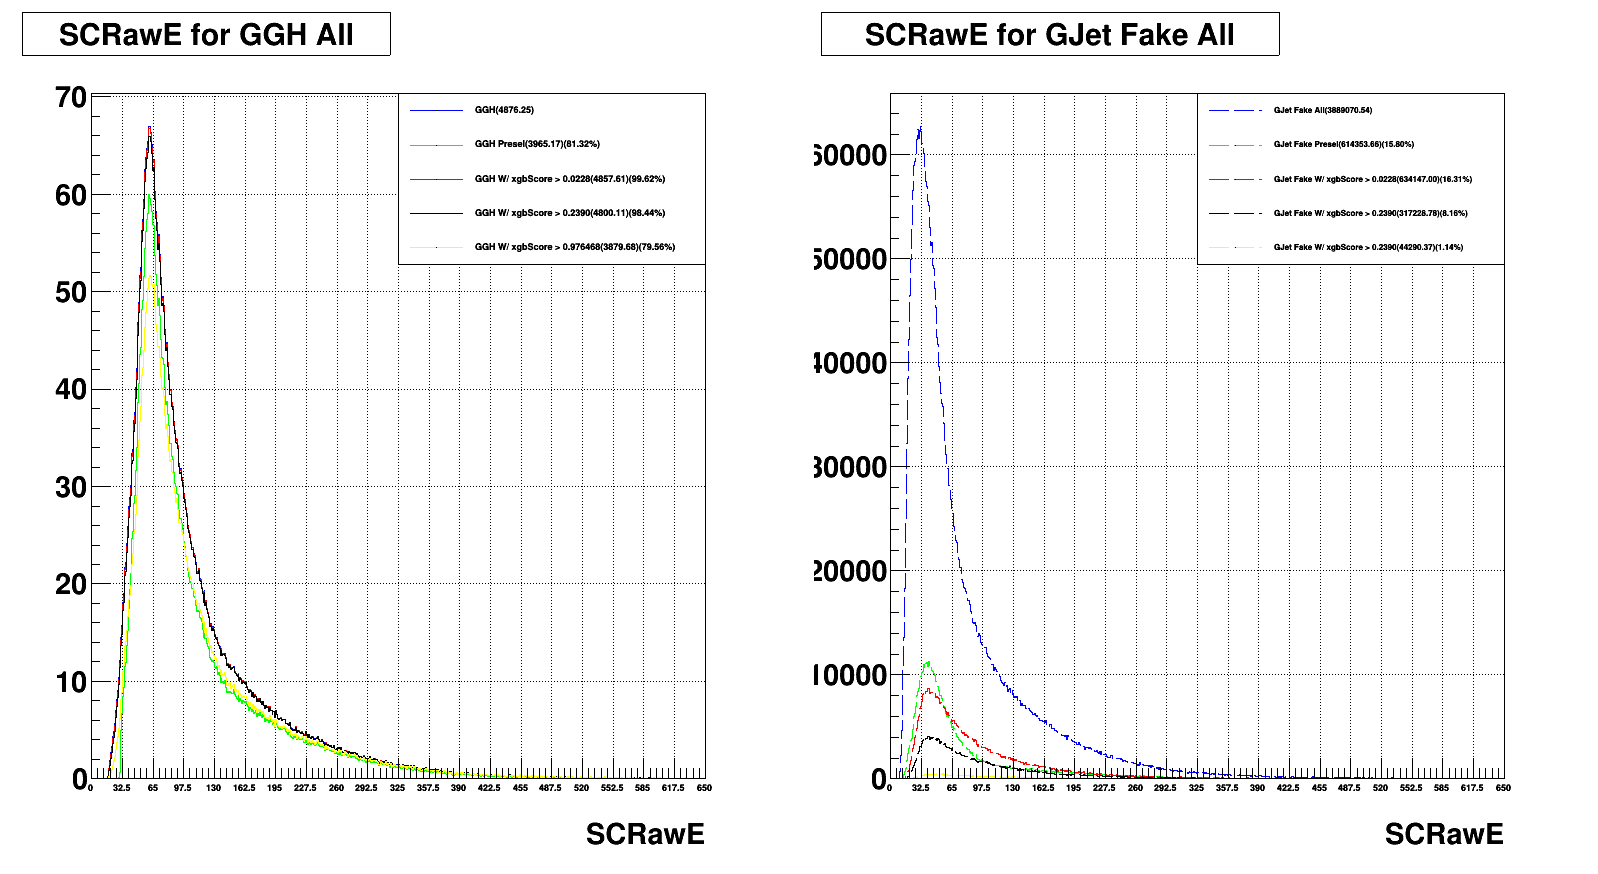 SCRawE for GGH All
70
60
50
40
30
20
10
0
GGH(4876.25)
GGH Presel(3965.17)(81.32%)
GGH W/ xgbScore > 0.0228(4857.61)(99.62%)
GGH W/ xgbScore > 0.2390(4800.11)(98.44%)
GGH W/ xgbScore > 0.976468(3879.68)(79.56%)
0 32.5 65 97.5 130 162.5 195 227.5 260 292.5 325 357.5 390 422.5 455 487.5 520 552.5 585 617.5 650
SCRawE
SCRawE for GJet Fake All
60000
50000
40000
30000
20000
10000
0
GJet Fake All(3889070.54)
GJet Fake Presel(614353.66)(15.80%)
GJet Fake W/ xgbScore > 0.0228(634147.00)(16.31%)
GJet Fake W/ xgbScore > 0.2390(317228.78)(8.16%)
GJet Fake W/ xgbScore > 0.2390(44290.37)(1.14%)
0 32.5 65 97.5 130 162.5 195 227.5 260 292.5 325 357.5 390 422.5 455 487.5 520 552.5 585 617.5 650
SCRawE